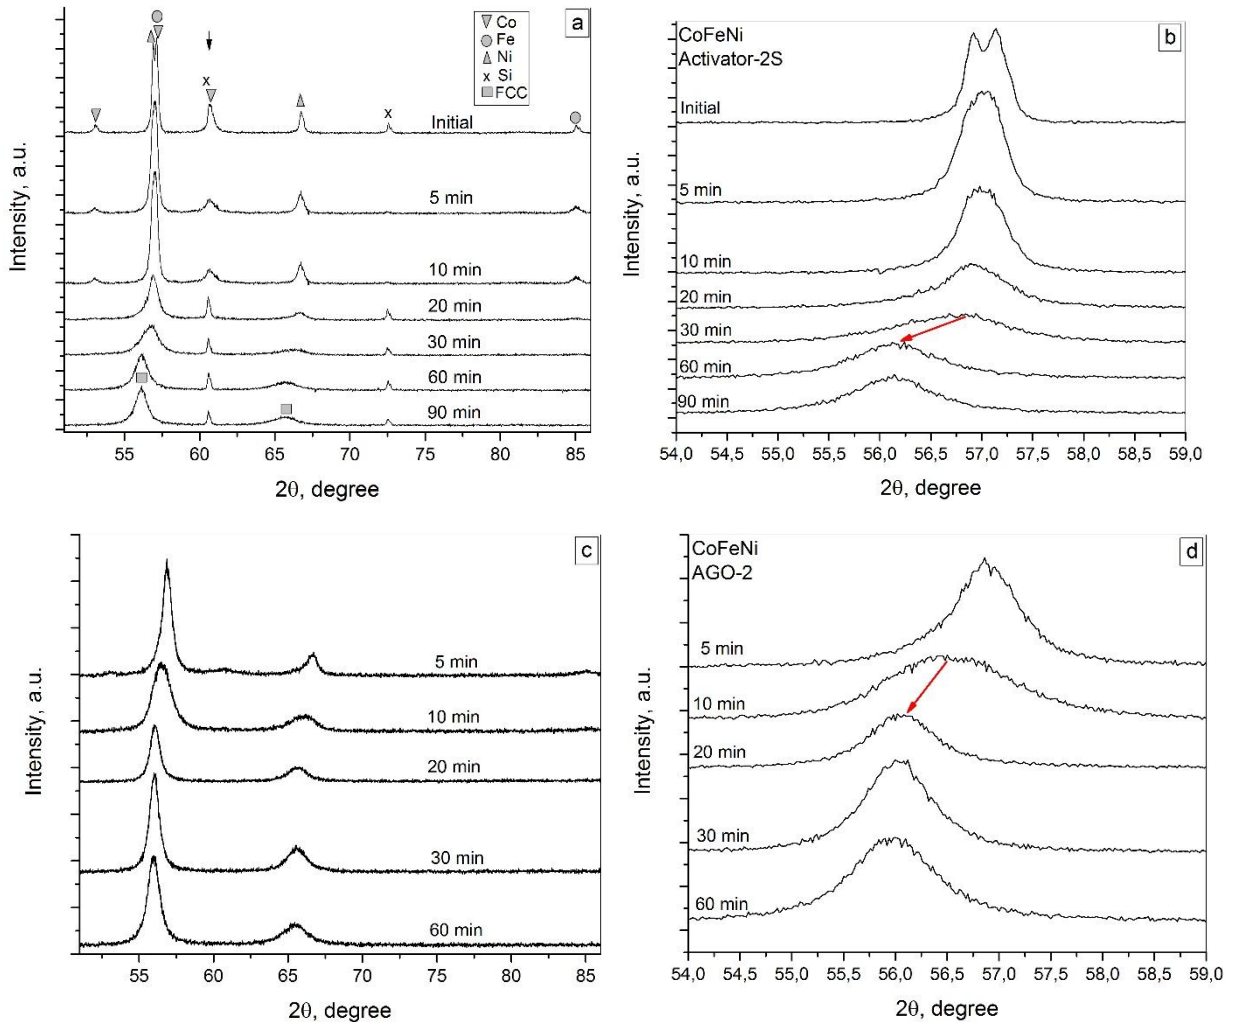 a
Co
Fe
Ni
x Si
FCC
x
x
Initial
5 min
10 min
20 min
30 min
60 min
90 min
Intensity, a.u.
55 60 65 70 75 80 85
2θ, degree
b
CoFeNi
Activator-2S
Initial
5 min
10 min
20 min
30 min
60 min
90 min
Intensity, a.u.
54,0 54,5 55,0 55,5 56,0 56,5 57,0 57,5 58,0 58,5 59,0
2θ, degree
c
5 min
10 min
20 min
30 min
60 min
Intensity, a.u.
55 60 65 70 75 80 85
2θ, degree
d
CoFeNi
AGO-2
5 min
10 min
20 min
30 min
60 min
Intensity, a.u.
54,0 54,5 55,0 55,5 56,0 56,5 57,0 57,5 58,0 58,5 59,0
2θ, degree